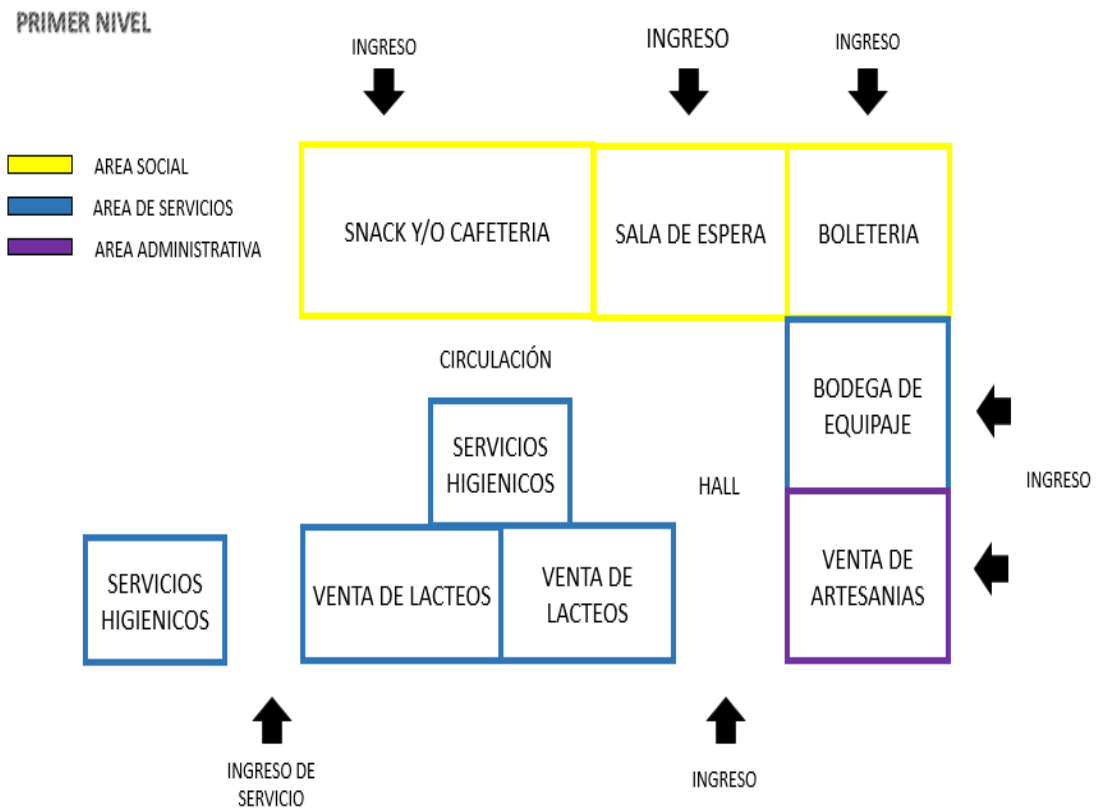 PRIMER NIVEL
INGRESO
INGRESO
INGRESO
AREA SOCIAL
AREA DE SERVICIOS
AREA ADMINISTRATIVA
SNACK Y/O CAFETERIA
SALA DE ESPERA
BOLETERIA
CIRCULACIÓN
BODEGA DE
EQUIPAJE
SERVICIOS
HIGIENICOS
HALL
INGRESO
SERVICIOS
HIGIENICOS
VENTA DE LACTEOS
VENTA DE
LACTEOS
VENTA DE
ARTESANIAS
INGRESO DE
SERVICIO
INGRESO